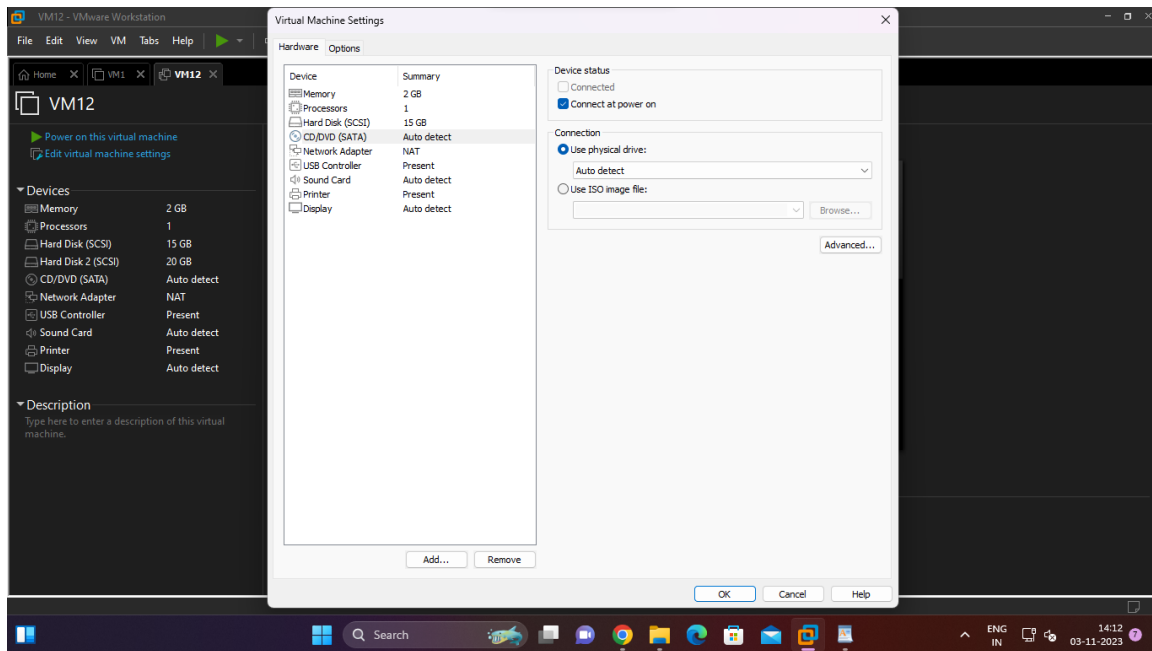 VM12 - VMware Workstation
File Edit View VM Tabs Help
Home VM1 VM12
VM12
Power on this virtual machine
Edit virtual machine settings
Devices
Memory 2 GB
Processors 1
Hard Disk (SCSI) 15 GB
Hard Disk 2 (SCSI) 20 GB
CD/DVD (SATA) Auto detect
Network Adapter NAT
USB Controller Present
Sound Card Auto detect
Printer Present
Display Auto detect
Description
Type here to enter a description of this virtual
machine.
Virtual Machine Settings
Hardware Options
Device Summary
Memory 2 GB
Processors 1
Hard Disk (SCSI) 15 GB
CD/DVD (SATA) Auto detect
Network Adapter NAT
USB Controller Present
Sound Card Auto detect
Printer Present
Display Auto detect
Add... Remove
Device status
Connected
Connect at power on
Connection
Use physical drive:
Auto detect
Use ISO image file:
Browse...
Advanced...
OK Cancel Help
Search
ENG
IN
14:12
03-11-2023
7